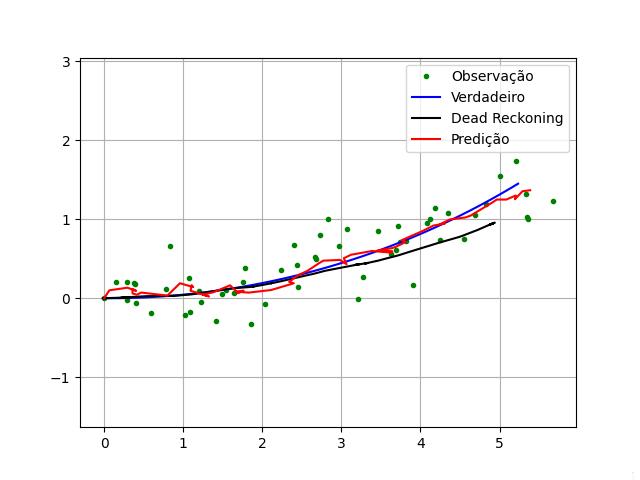 3
2
1
0
−1
Observação
Verdadeiro
Dead Reckoning
Predição
0 1 2 3 4 5